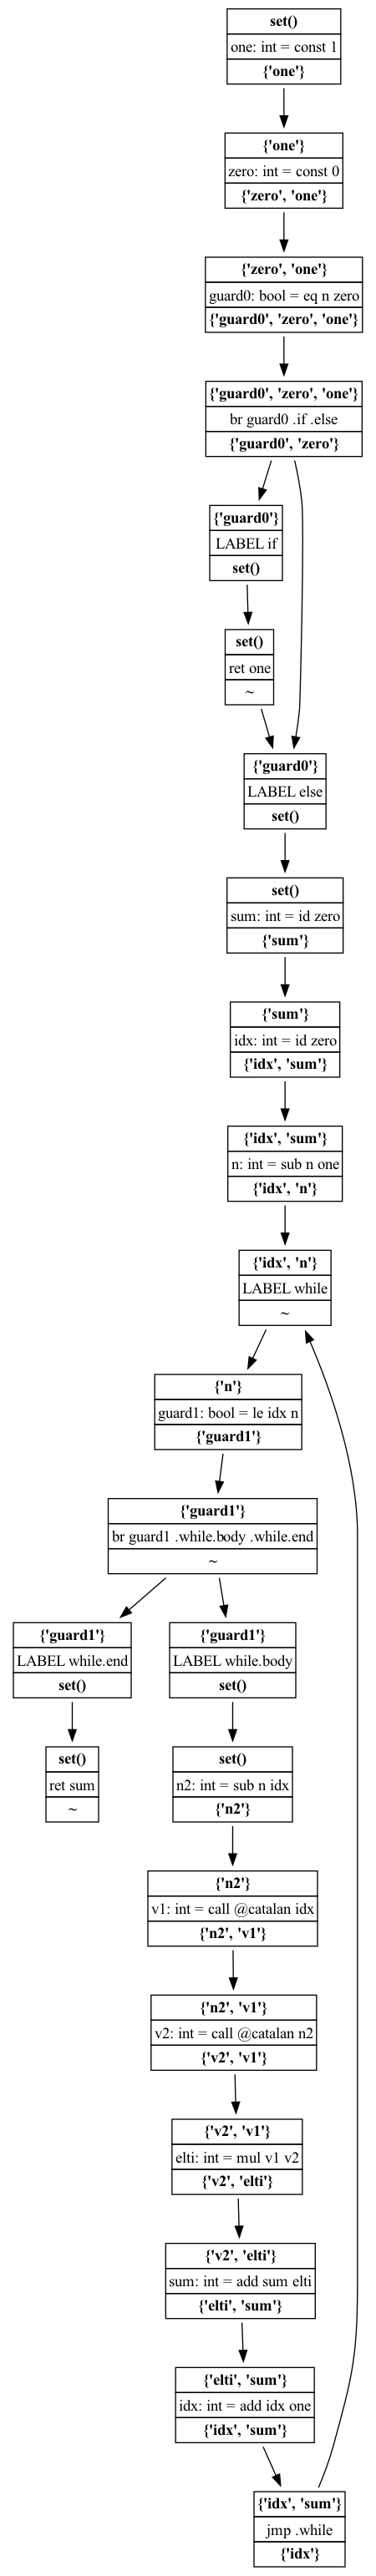 set()
one: int = const 1
{'one'}
{'one'}
zero: int = const 0
{'zero', 'one'}
{'zero', 'one'}
guard0: bool = eq n zero
{'guard0', 'zero', 'one'}
{'guard0', 'zero', 'one'}
br guard0 .if .else
{'guard0', 'zero'}
{'guard0'}
LABEL if
set()
set()
ret one
~
{'guard0'}
LABEL else
set()
set()
sum: int = id zero
{'sum'}
{'sum'}
idx: int = id zero
{'idx', 'sum'}
{'idx', 'sum'}
n: int = sub n one
{'idx', 'n'}
{'idx', 'n'}
LABEL while
~
{'n'}
guard1: bool = le idx n
{'guard1'}
{'guard1'}
br guard1 .while.body .while.end
~
{'guard1'}
LABEL while.end
set()
set()
ret sum
~
{'guard1'}
LABEL while.body
set()
set()
n2: int = sub n idx
{'n2'}
{'n2'}
v1: int = call @catalan idx
{'n2', 'v1'}
{'n2', 'v1'}
v2: int = call @catalan n2
{'v2', 'v1'}
{'v2', 'v1'}
elti: int = mul v1 v2
{'v2', 'elti'}
{'v2', 'elti'}
sum: int = add sum elti
{'elti', 'sum'}
{'elti', 'sum'}
idx: int = add idx one
{'idx', 'sum'}
{'idx', 'sum'}
jmp .while
{'idx'}